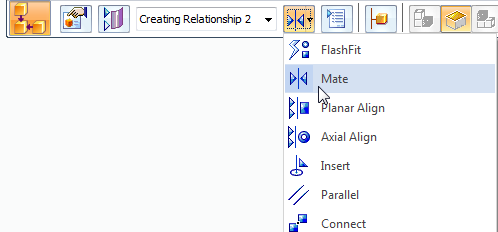 Creating Relationship 2
FlashFit
Mate
Planar Align
Axial Align
Insert
Parallel
Connect